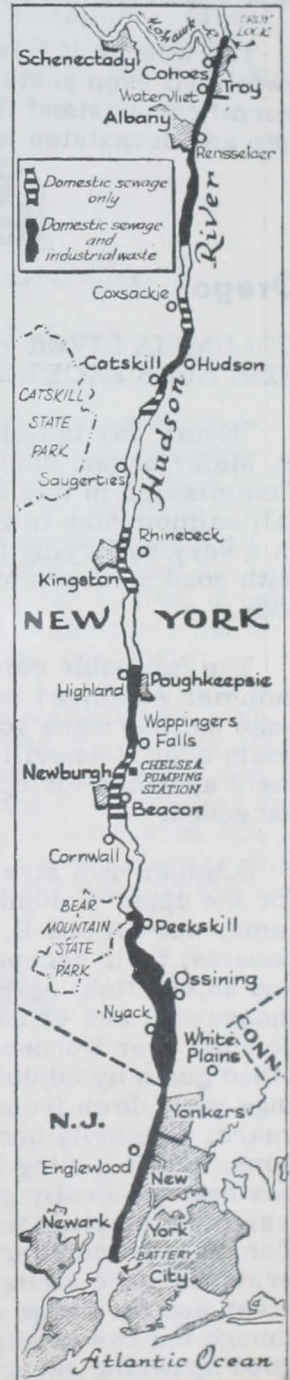 Mohawk
TROY
LOCK
Schenectady
Cohoes
Watervliet
Troy
Albany
Rensselaer
Domestic sewage
only
Domestic sewage
and
industrial waste
River
Coxsackie
Catskill
Hudson
CATSKILL
STATE
PARK
Hudson
Saugerties
Rhinebeck
Kingston
NEW YORK
Highland
Poughkeepsie
Wappingers
Falls
Newburgh
CHELSEA
PUMPING
STATION
Beacon
Cornwall
BEAR
MOUNTAIN
STATE
PARK
Peekskill
Ossining
Nyack
White
Plains
CONN.
N.J.
Yonkers
Englewood
New
Newark
York
BATTERY
City
Atlantic Ocean